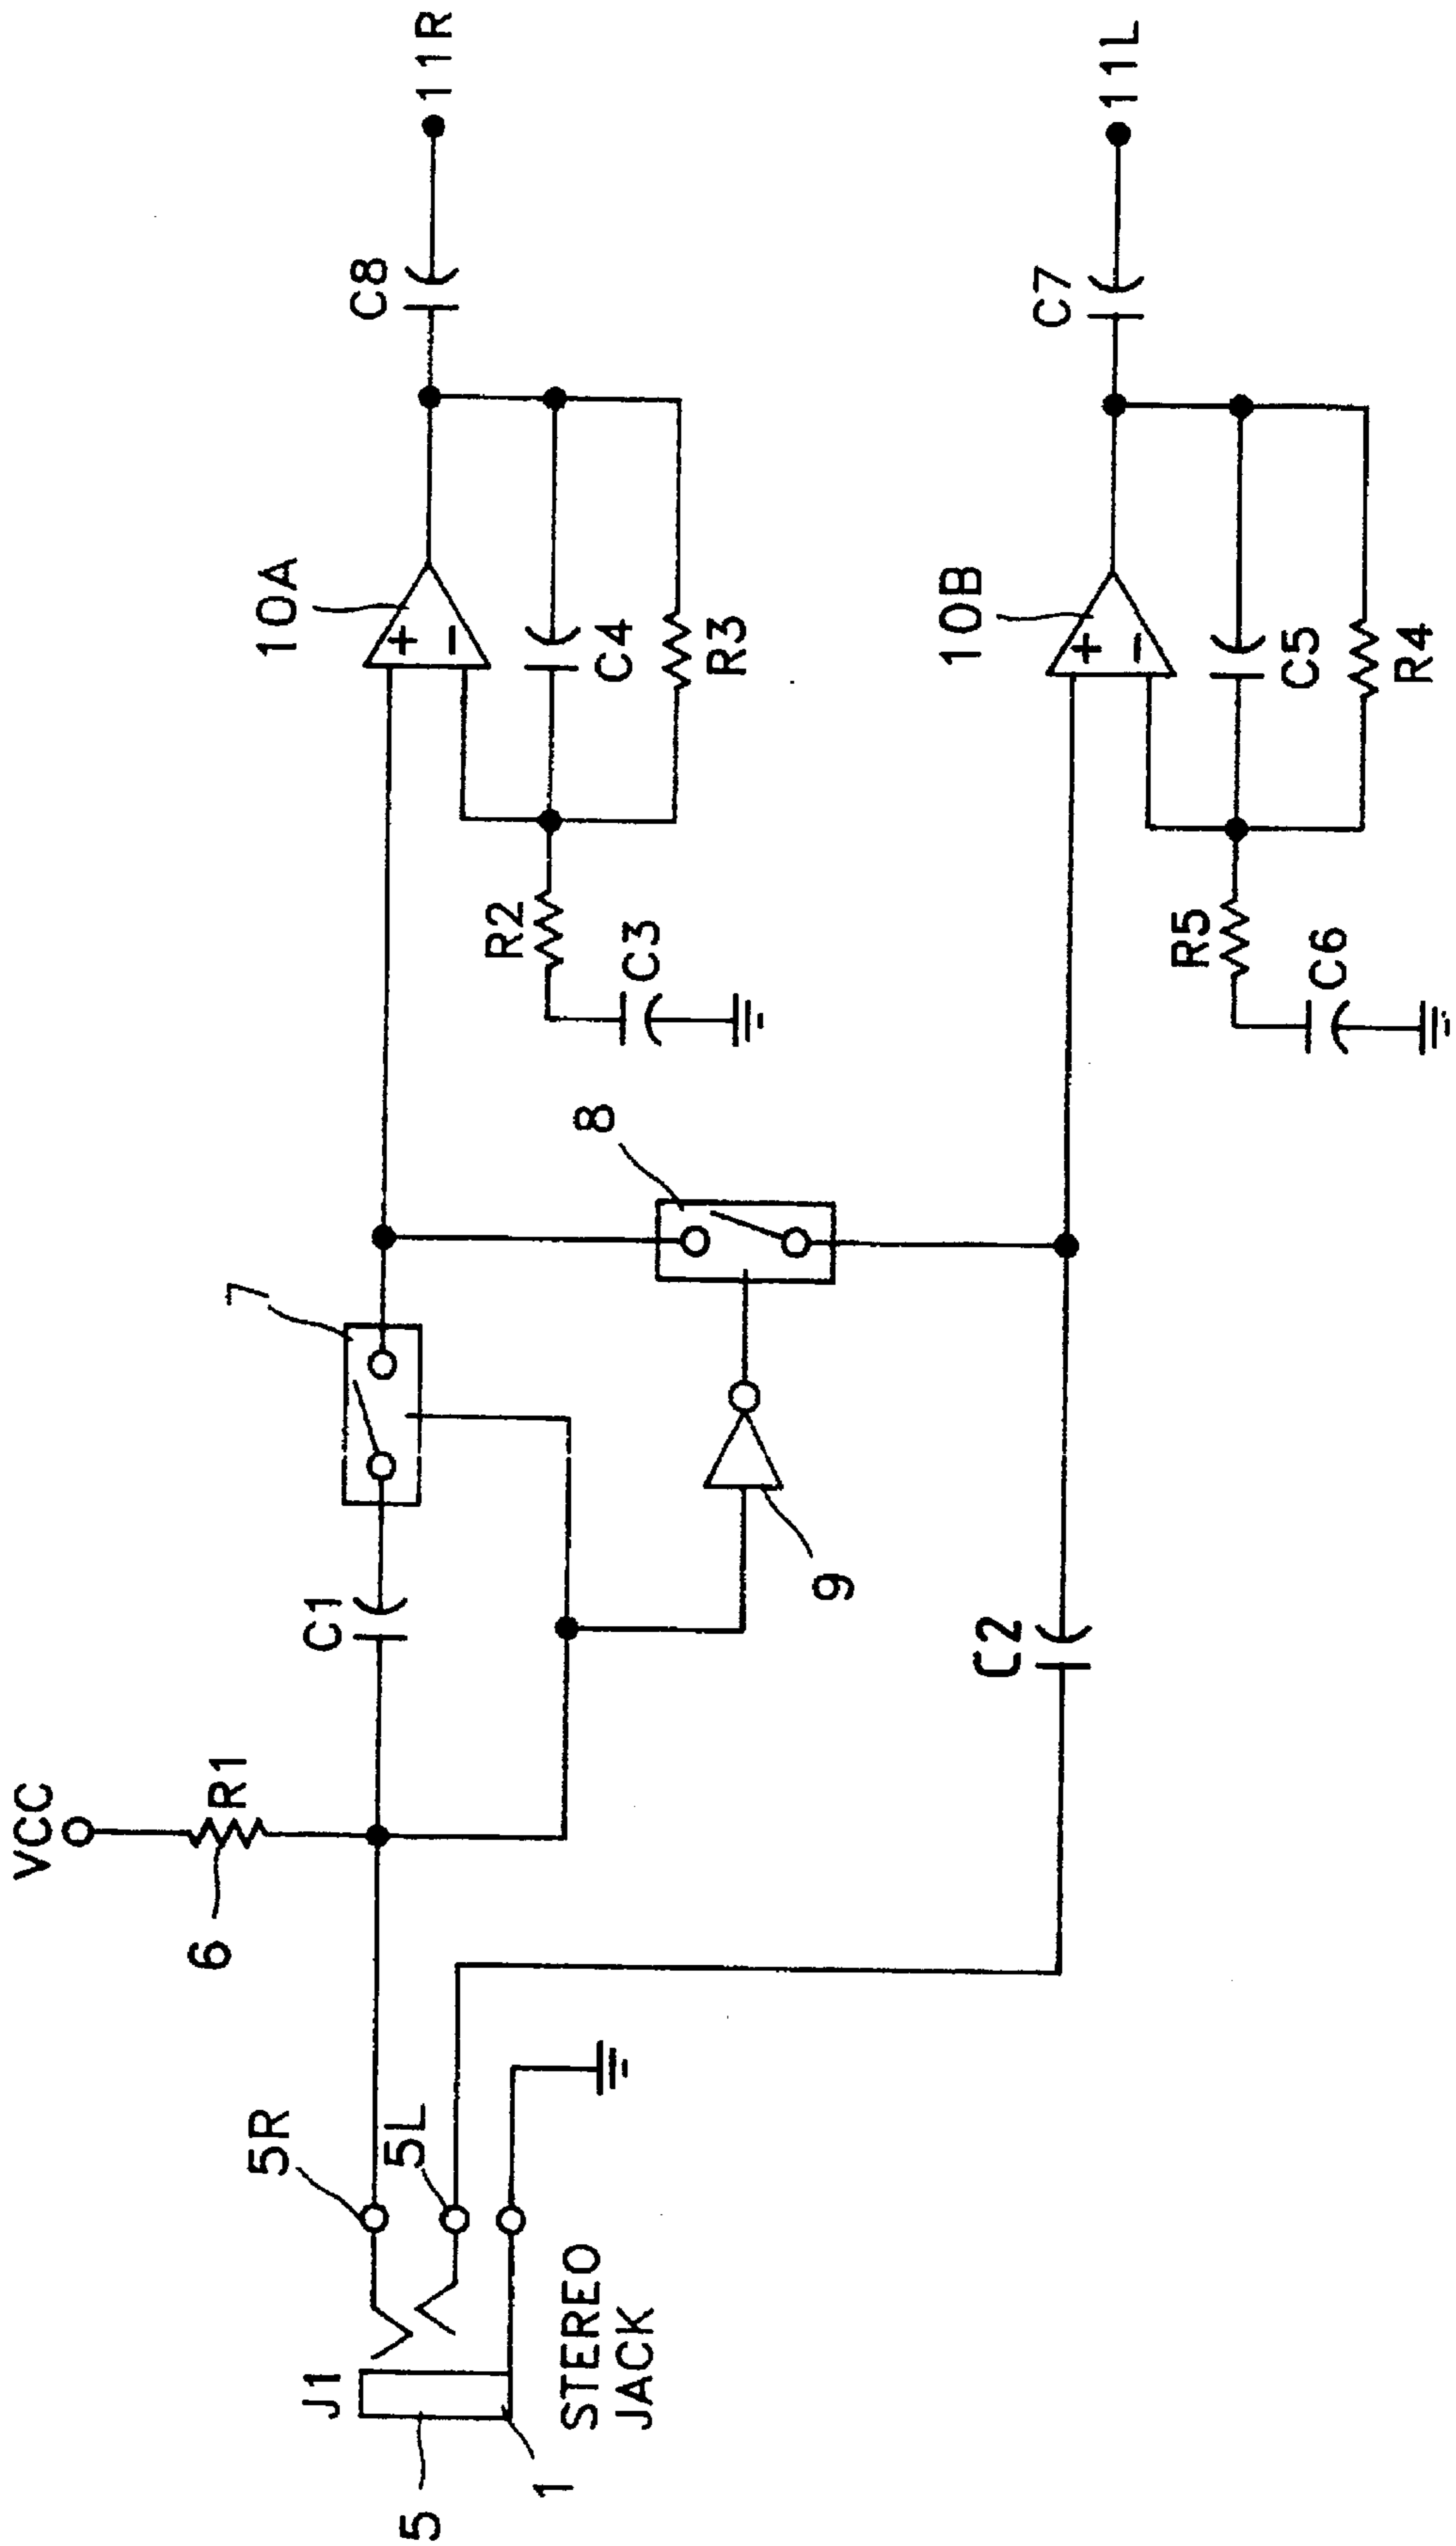 VCC
6
R1
J1
5R
5L
5
1
STEREO
JACK
C1
7
9
8
C2
10A
+
−
R2
C3
C4
R3
C8
11R
10B
+
−
R5
C6
C5
R4
C7
11L